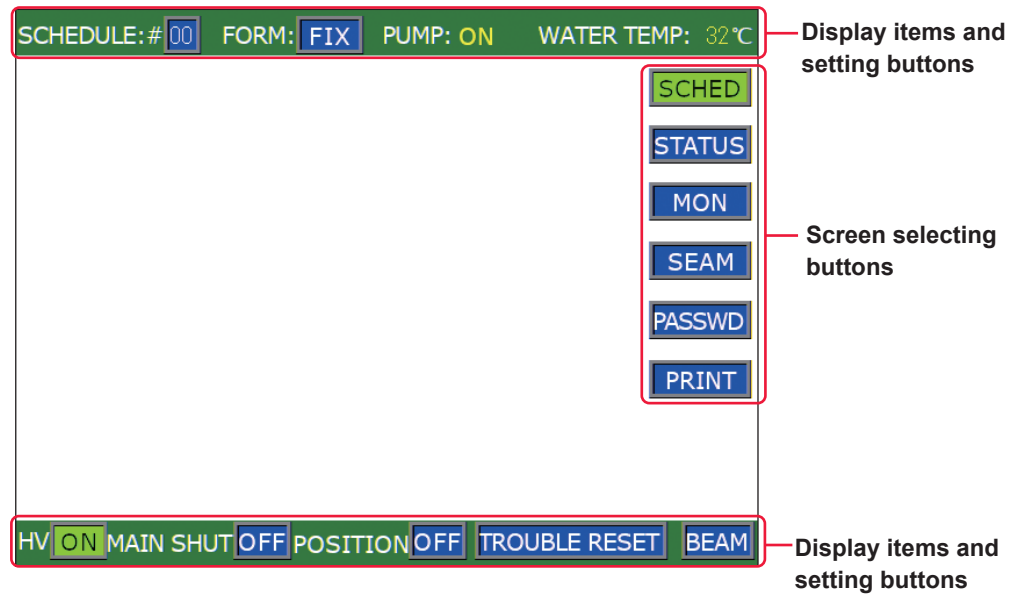 SCHEDULE:# 00 FORM: FIX PUMP: ON WATER TEMP: 32℃
Display items and
setting buttons
SCHED
STATUS
MON
SEAM
PASSWD
PRINT
Screen selecting
buttons
HV ON MAIN SHUT OFF POSITION OFF TROUBLE RESET BEAM
Display items and
setting buttons